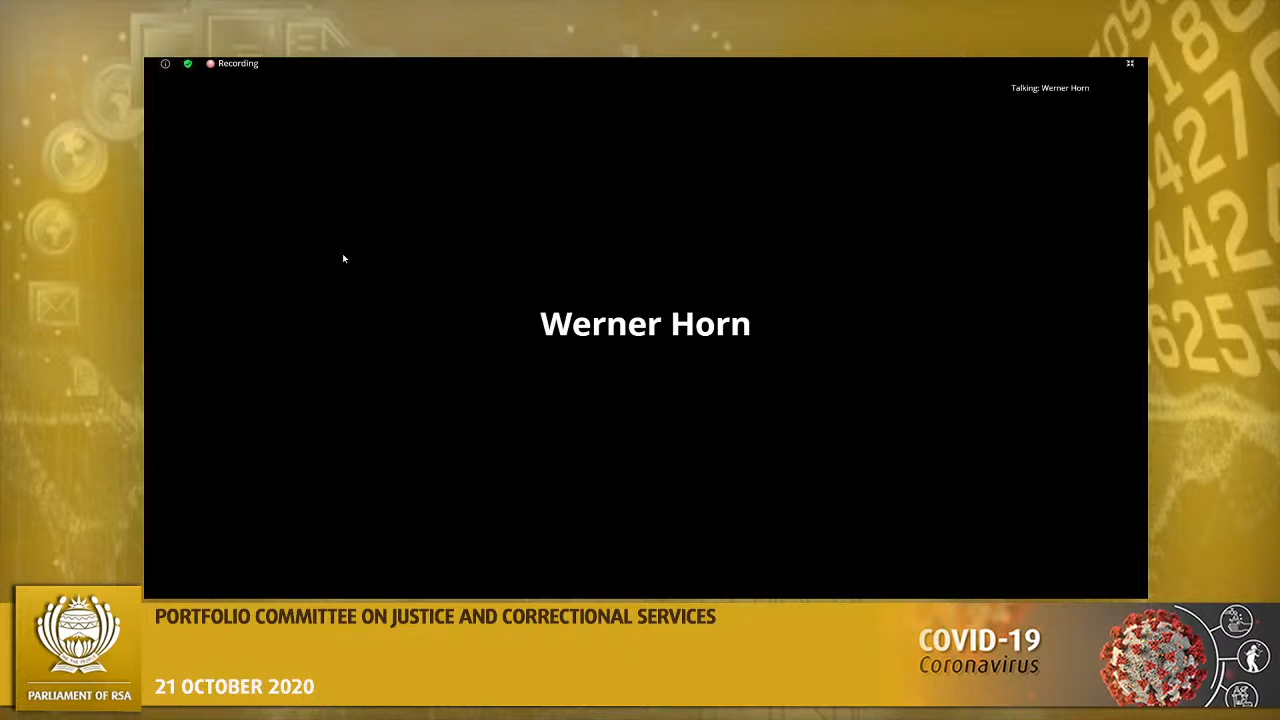 Recording
Talking: Werner Horn
Werner Horn
PORTFOLIO COMMITTEE ON JUSTICE AND CORRECTIONAL SERVICES
COVID-19
Coronavirus
21 OCTOBER 2020
PARLIAMENT OF RSA